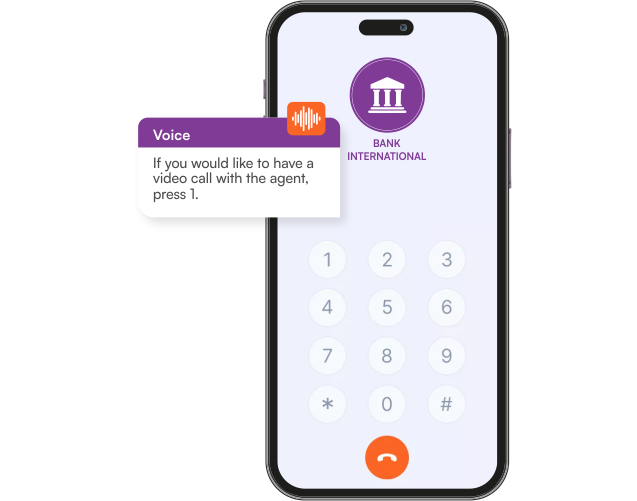 BANK
INTERNATIONAL
Voice
If you would like to have a
video call with the agent,
press 1.
1 2 3
4 5 6
7 8 9
* 0 #